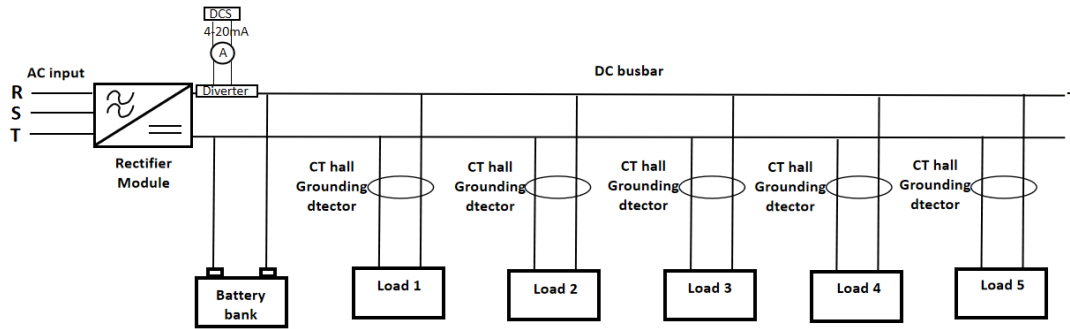 DCS
4-20mA
A
AC input
DC busbar
Diverter
R
S
T
Rectifier
Module
CT hall
Grounding
dtector
CT hall
Grounding
dtector
CT hall
Grounding
dtector
CT hall
Grounding
dtector
CT hall
Grounding
dtector
Battery
bank
Load 1
Load 2
Load 3
Load 4
Load 5